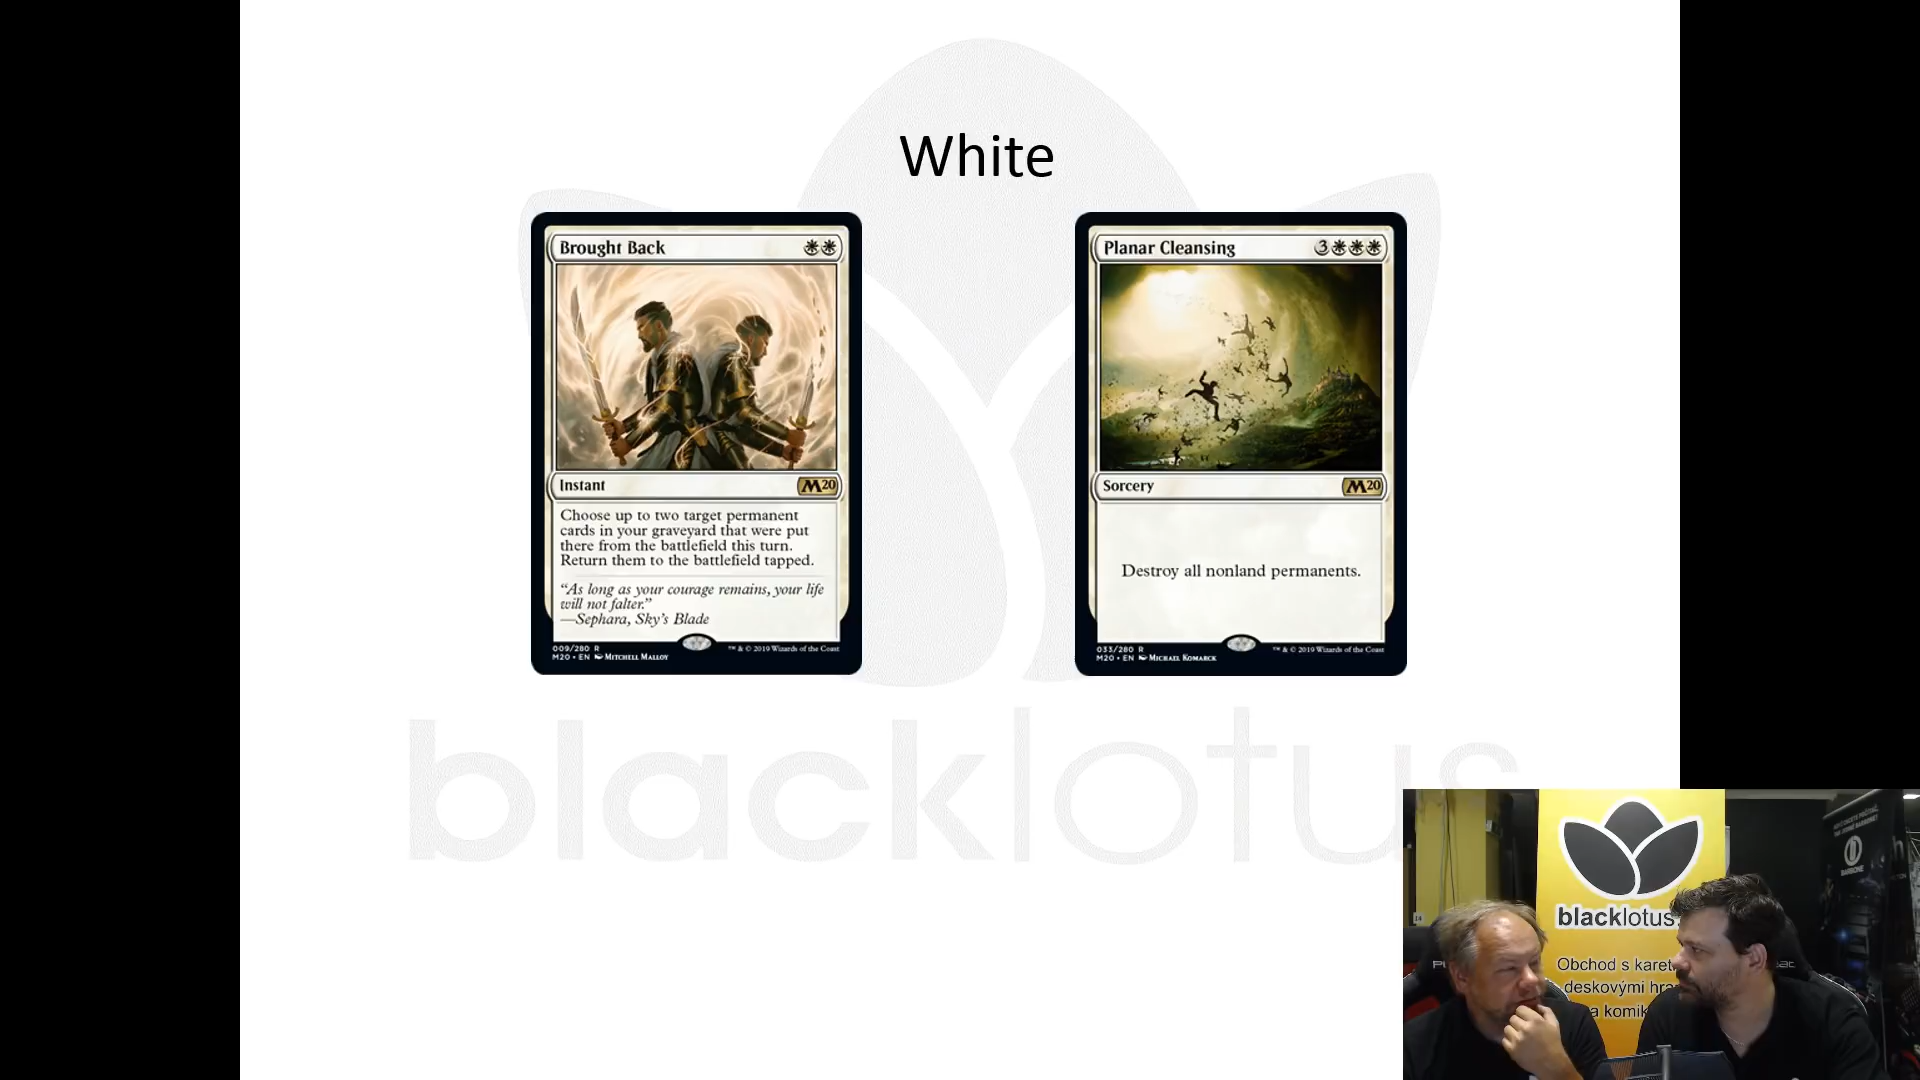 White
Brought Back
Instant
M20
Choose up to two target permanent
cards in your graveyard that were put
there from the battlefield this turn.
Return them to the battlefield tapped.
“As long as your courage remains, your life
will not falter.”
—Sephara, Sky’s Blade
009/280 R
M20 • EN Mitchell Malloy
™ & © 2019 Wizards of the Coast
Planar Cleansing
3
Sorcery
M20
Destroy all nonland permanents.
033/280 R
M20 • EN Michael Komarck
™ & © 2019 Wizards of the Coast
blacklotus
blacklotus
Obchod s karet
deskovými hra
a komik
BARBONE
14